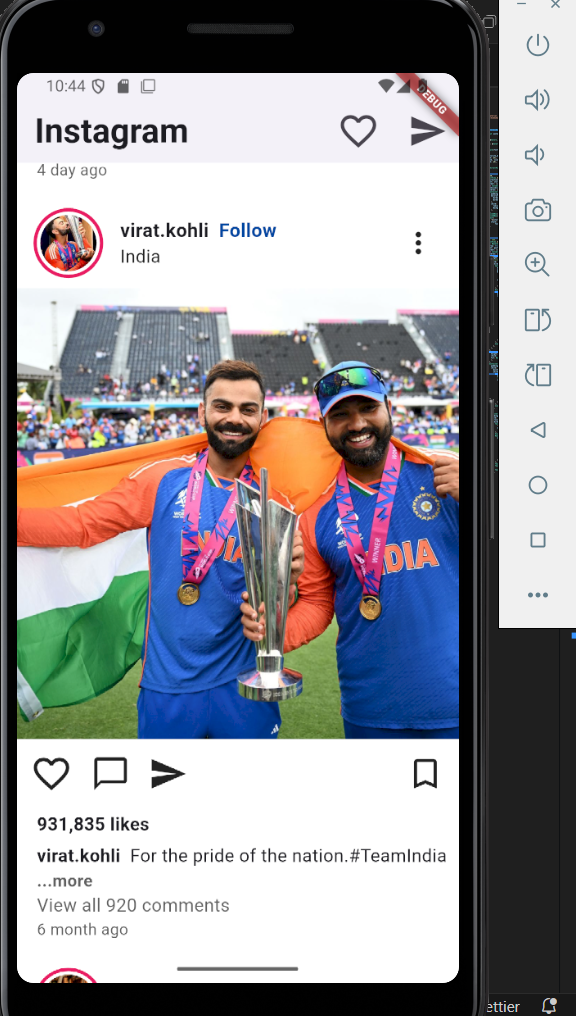 10:44
DEBUG
Instagram
4 day ago
virat.kohli Follow
India
INDIA
INDIA
WINNER
931,835 likes
virat.kohli For the pride of the nation.#TeamIndia
...more
View all 920 comments
6 month ago
ettier